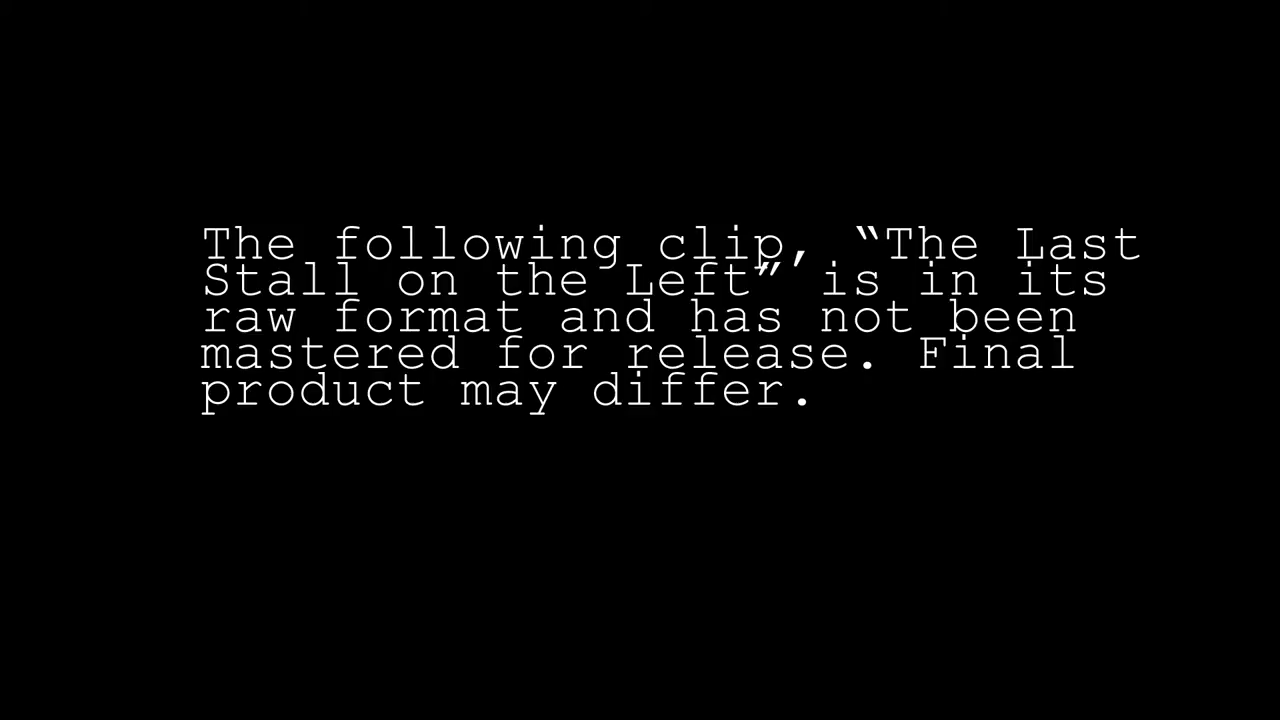 The following clip, “The Last
Stall on the Left” is in its
raw format and has not been
mastered for release. Final
product may differ.